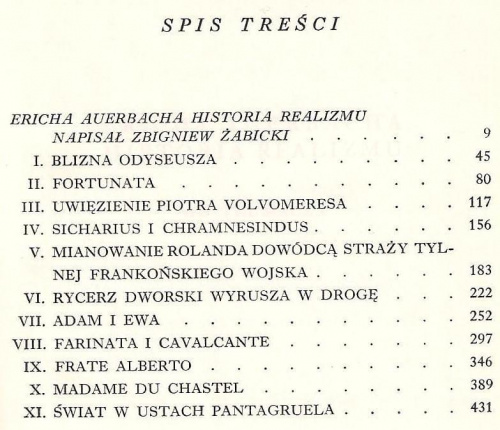 SPIS TREŚCI
ERICHA AUERBACHA HISTORIA REALIZMU
NAPISAŁ ZBIGNIEW ŻABICKI . . . . . . 9
I. BLIZNA ODYSEUSZA . . . . . . . . 45
II. FORTUNATA . . . . . . . . . . 80
III. UWIĘZIENIE PIOTRA VOLVOMERESA . . . . 117
IV. SICHARIUS I CHRAMNESINDUS . . . . . 156
V. MIANOWANIE ROLANDA DOWÓDCĄ STRAŻY TYL-
NEJ FRANKOŃSKIEGO WOJSKA . . . . . 183
VI. RYCERZ DWORSKI WYRUSZA W DROGĘ . . . 222
VII. ADAM I EWA . . . . . . . . . 252
VIII. FARINATA I CAVALCANTE . . . . . . 297
IX. FRATE ALBERTO . . . . . . . . 346
X. MADAME DU CHASTEL . . . . . . . 389
XI. ŚWIAT W USTACH PANTAGRUELA . . . . . 431